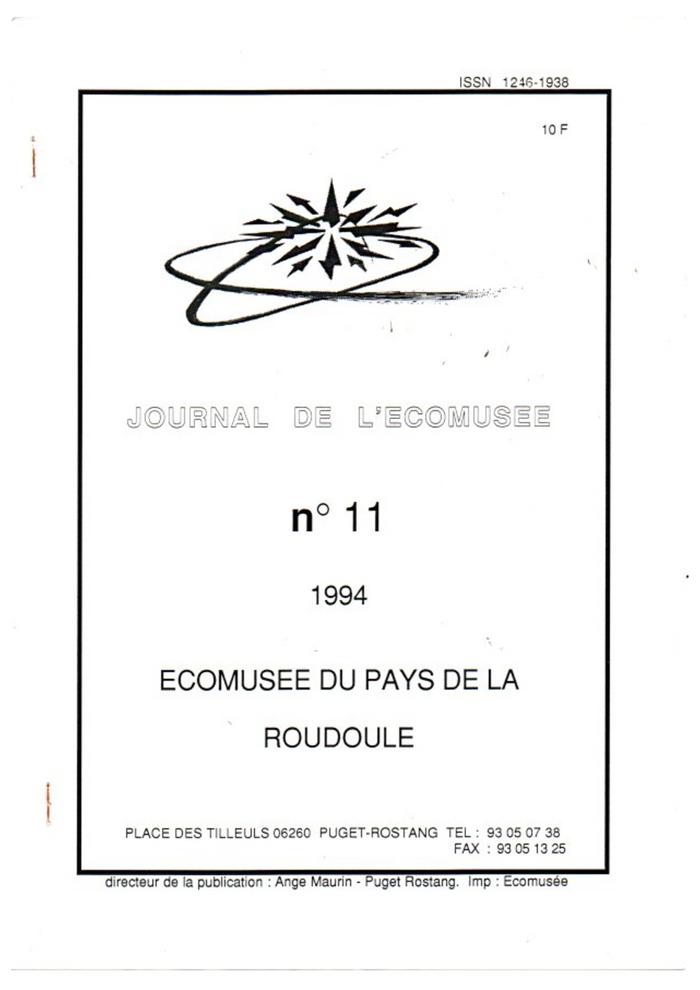 ISSN 1246-1938
10 F
JOURNAL DE L'ECOMUSEE
n° 11
1994
ECOMUSEE DU PAYS DE LA
ROUDOULE
PLACE DES TILLEULS 06260 PUGET-ROSTANG TEL : 93 05 07 38
FAX : 93 05 13 25
directeur de la publication : Ange Maurin - Puget Rostang. Imp : Ecomusée